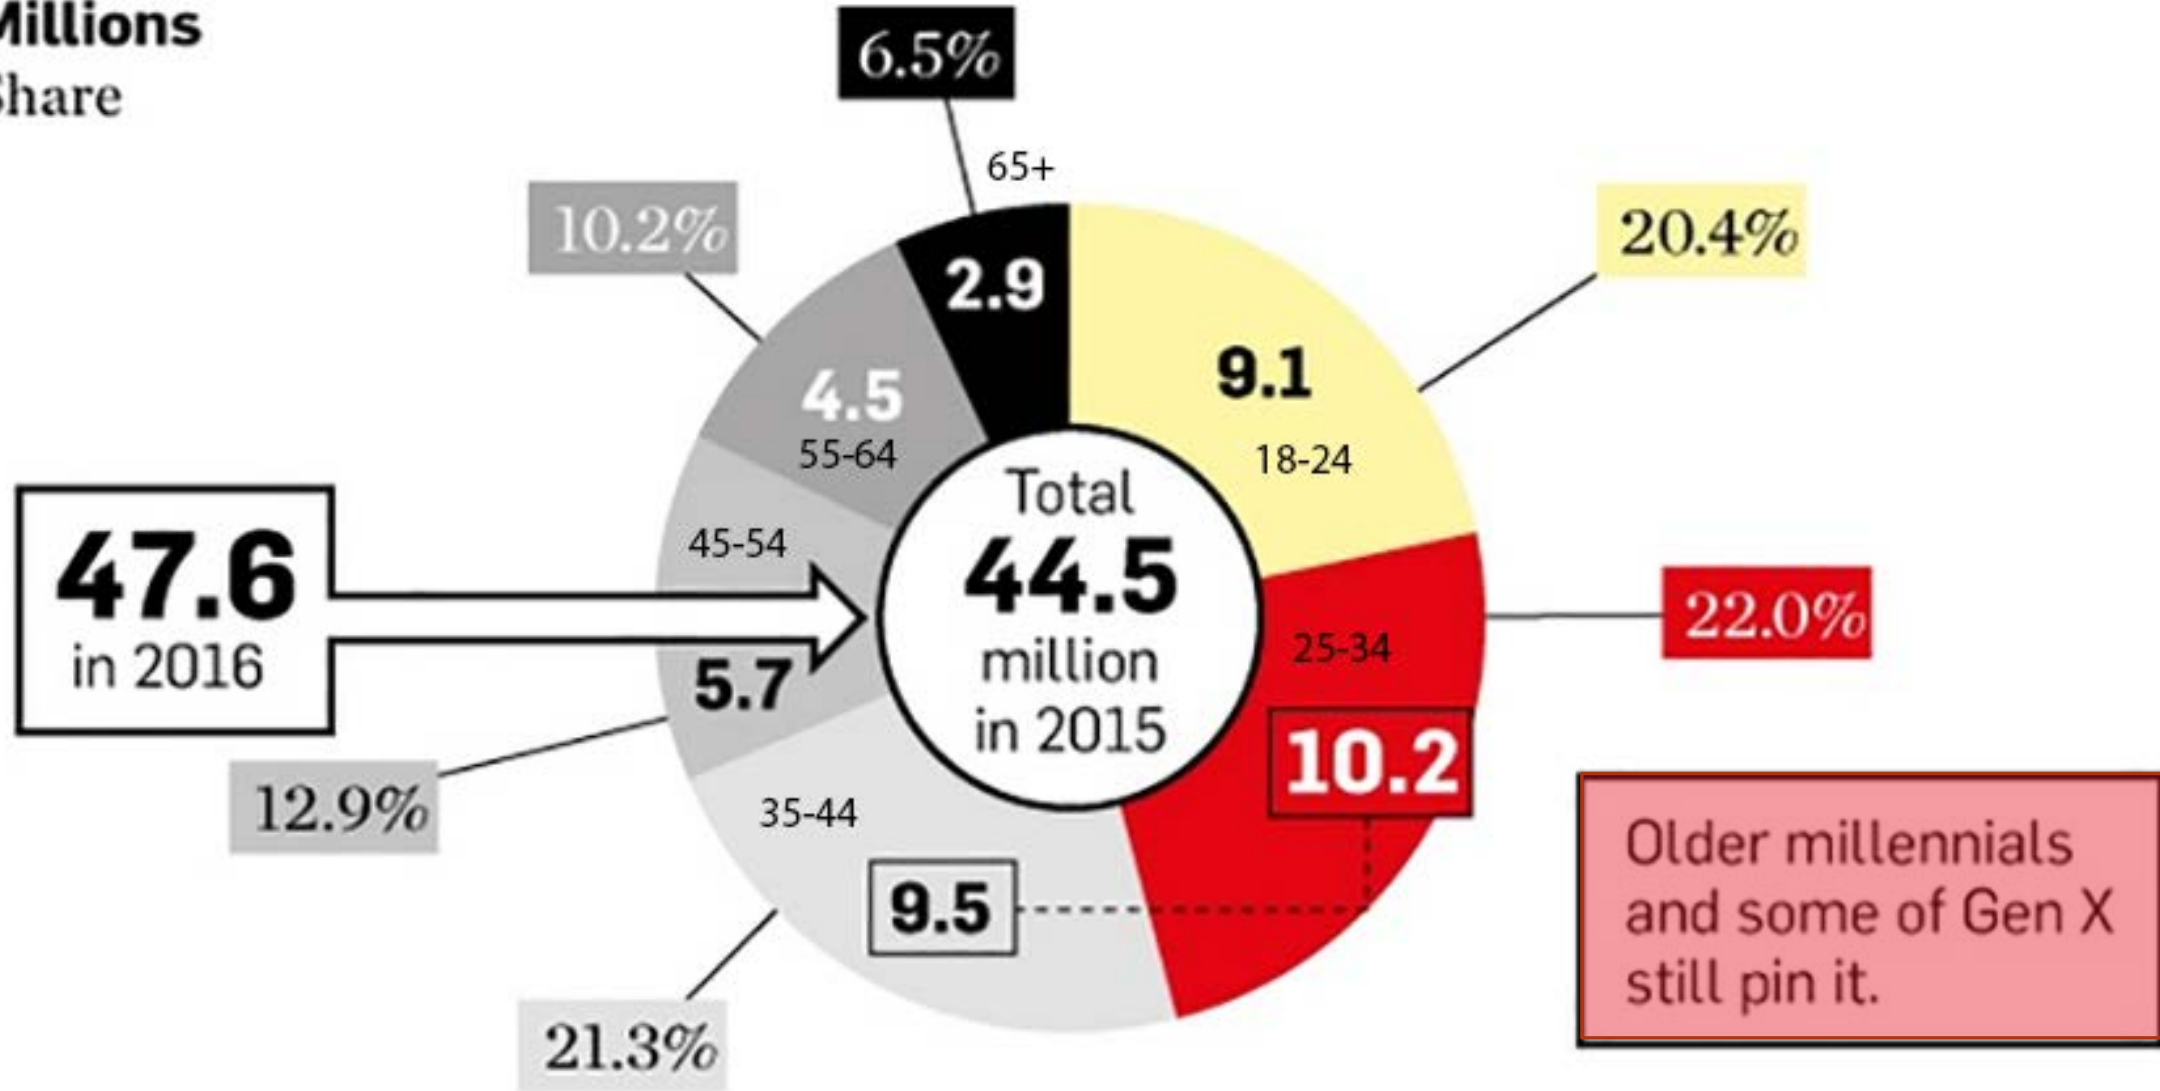 Millions
Share
6.5%
65+
10.2%
20.4%
2.9
9.1
18-24
4.5
55-64
45-54
47.6
in 2016
5.7
Total
44.5
million
in 2015
25-34
22.0%
10.2
12.9%
35-44
9.5
21.3%
Older millennials
and some of Gen X
still pin it.